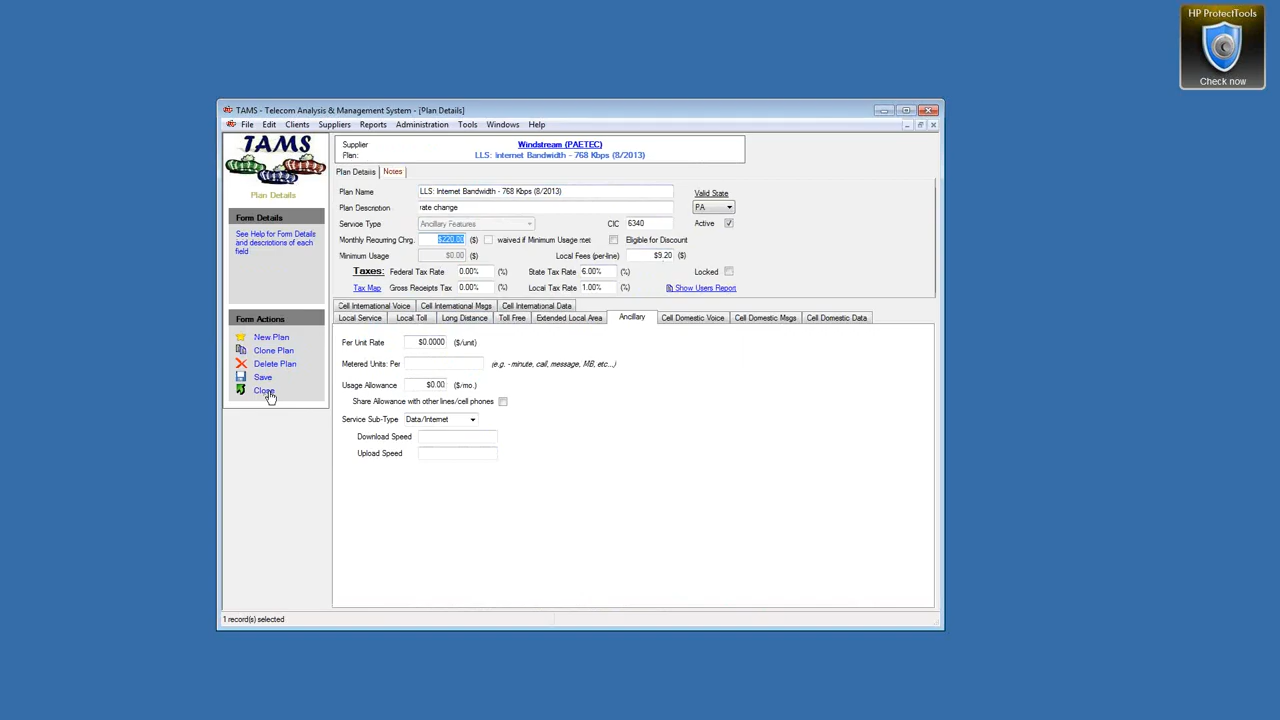 HP ProtectTools
Check now
TAMS - Telecom Analysis & Management System - [Plan Details]
File Edit Clients Suppliers Reports Administration Tools Windows Help
TAMS
Plan Details
Form Details
See Help for Form Details
and descriptions of each
field
Form Actions
New Plan
Clone Plan
Delete Plan
Save
Close
Supplier Windstream (PAETEC)
Plan: LLS: Internet Bandwidth - 768 Kbps (8/2013)
Plan Details Notes
Plan Name LLS: Internet Bandwidth - 768 Kbps (8/2013) Valid State
Plan Description rate change PA
Service Type Ancillary Features CIC 6340 Active
Monthly Recurring Chrg. $220.00 ($) waived if Minimum Usage met Eligible for Discount
Minimum Usage $0.00 ($) Local Fees (per-line) $9.20 ($)
Taxes: Federal Tax Rate 0.00% (%) State Tax Rate 6.00% (%) Locked
Tax Map Gross Receipts Tax 0.00% (%) Local Tax Rate 1.00% (%) Show Users Report
Cell International Voice Cell International Msgs Cell International Data
Local Service Local Toll Long Distance Toll Free Extended Local Area Ancillary Cell Domestic Voice Cell Domestic Msgs Cell Domestic Data
Per Unit Rate $0.0000 ($/unit)
Metered Units: Per (e.g. - minute, call, message, MB, etc...)
Usage Allowance $0.00 ($/mo.)
Share Allowance with other lines/cell phones
Service Sub-Type Data/Internet
Download Speed
Upload Speed
1 record(s) selected